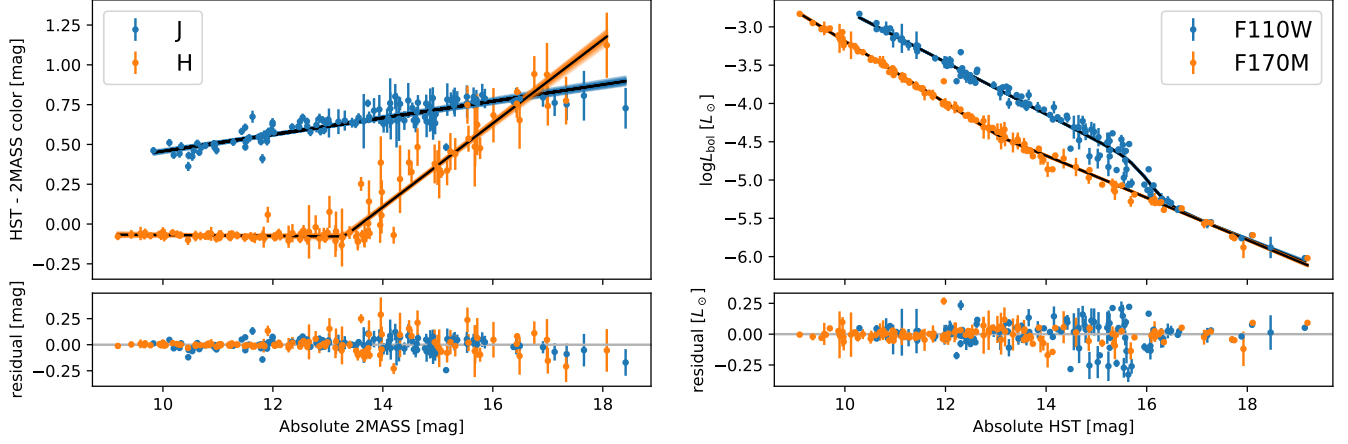 HST - 2MASS color [mag]
1.25
1.00
0.75
0.50
0.25
0.00
−0.25
J
H
residual [mag]
0.25
0.00
−0.25
10 12 14 16 18
Absolute 2MASS [mag]
logL_bol [L_⊙]
−3.0
−3.5
−4.0
−4.5
−5.0
−5.5
−6.0
F110W
F170M
residual [L_⊙]
0.25
0.00
−0.25
10 12 14 16 18
Absolute HST [mag]